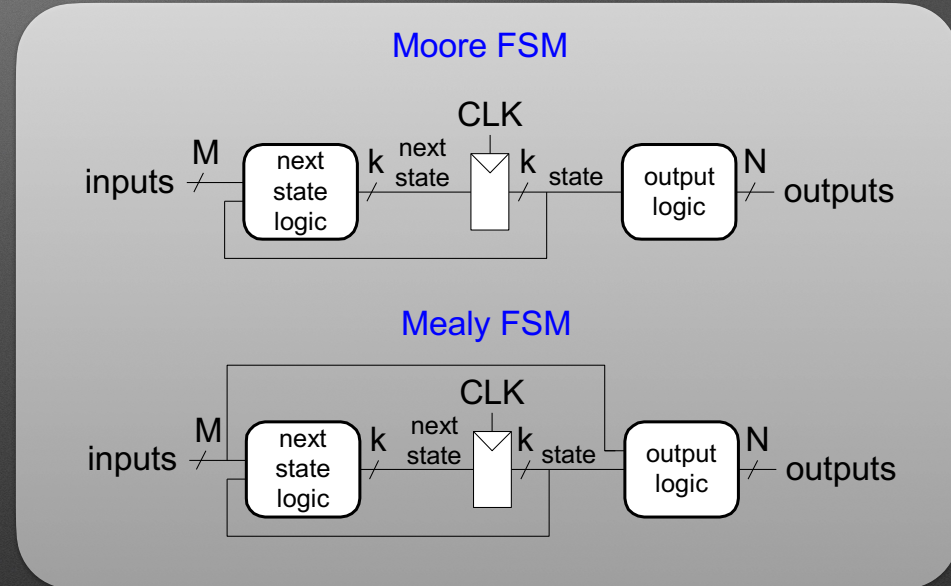 Moore FSM
CLK
inputs
M
next
state
logic
k
next
state
k
state
output
logic
N
outputs
Mealy FSM
CLK
inputs
M
next
state
logic
k
next
state
k
state
output
logic
N
outputs